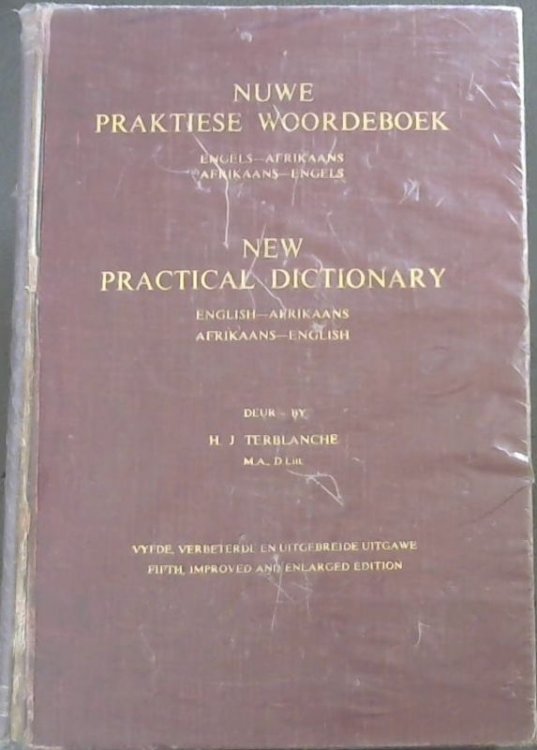 NUWE
PRAKTIESE WOORDEBOEK
ENGELS—AFRIKAANS
AFRIKAANS—ENGELS
NEW
PRACTICAL DICTIONARY
ENGLISH—AFRIKAANS
AFRIKAANS—ENGLISH
DEUR - BY
H. J TERBLANCHE
M.A., D.Litt.
VYFDE, VERBETERDE EN UITGEBREIDE UITGAWE
FIFTH, IMPROVED AND ENLARGED EDITION